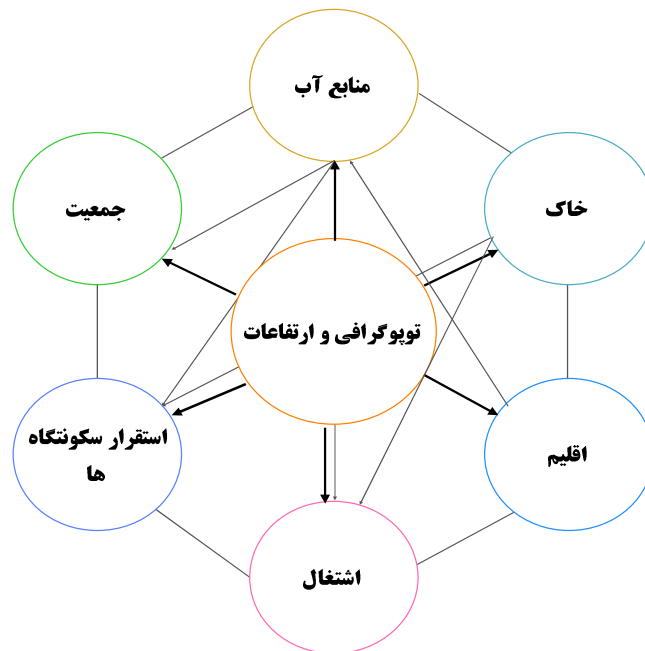 منابع آب
خاک
جمعیت
توپوگرافی و ارتفاعات
استقرار سکونتگاه
ها
اقلیم
اشتغال